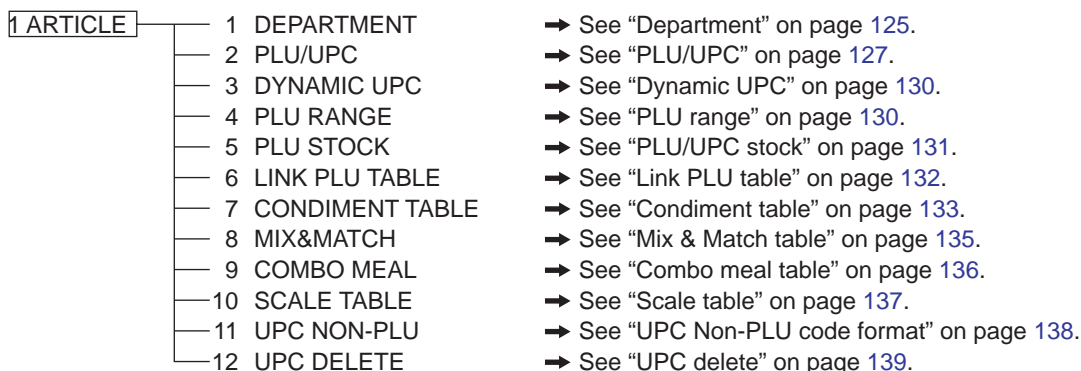 1 ARTICLE 1 DEPARTMENT ➞ See “Department” on page 125.
2 PLU/UPC ➞ See “PLU/UPC” on page 127.
3 DYNAMIC UPC ➞ See “Dynamic UPC” on page 130.
4 PLU RANGE ➞ See “PLU range” on page 130.
5 PLU STOCK ➞ See “PLU/UPC stock” on page 131.
6 LINK PLU TABLE ➞ See “Link PLU table” on page 132.
7 CONDIMENT TABLE ➞ See “Condiment table” on page 133.
8 MIX&MATCH ➞ See “Mix & Match table” on page 135.
9 COMBO MEAL ➞ See “Combo meal table” on page 136.
10 SCALE TABLE ➞ See “Scale table” on page 137.
11 UPC NON-PLU ➞ See “UPC Non-PLU code format” on page 138.
12 UPC DELETE ➞ See “UPC delete” on page 139.